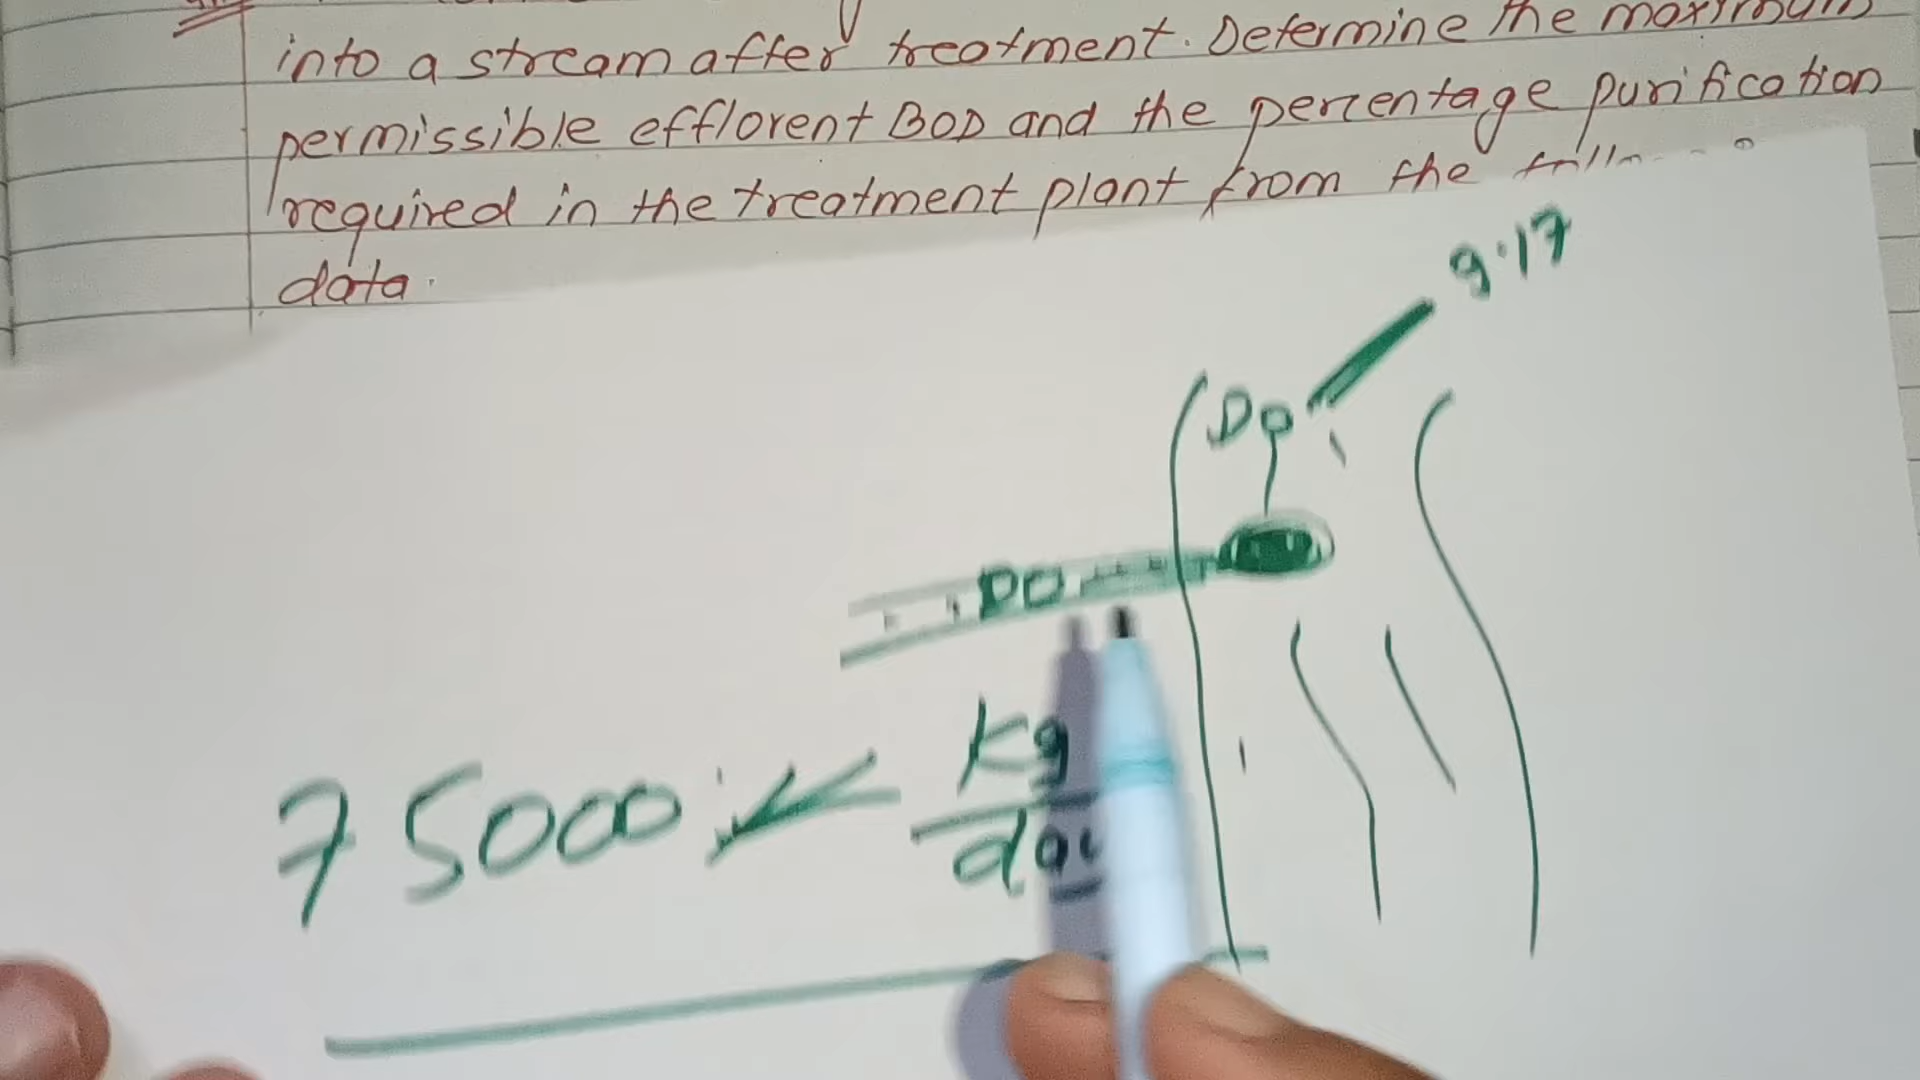 into a stream after treatment. Determine the maximum
permissible efflorent BOD and the percentage purification
required in the treatment plant from the
data.
9.17
Do
DO
kg
75000